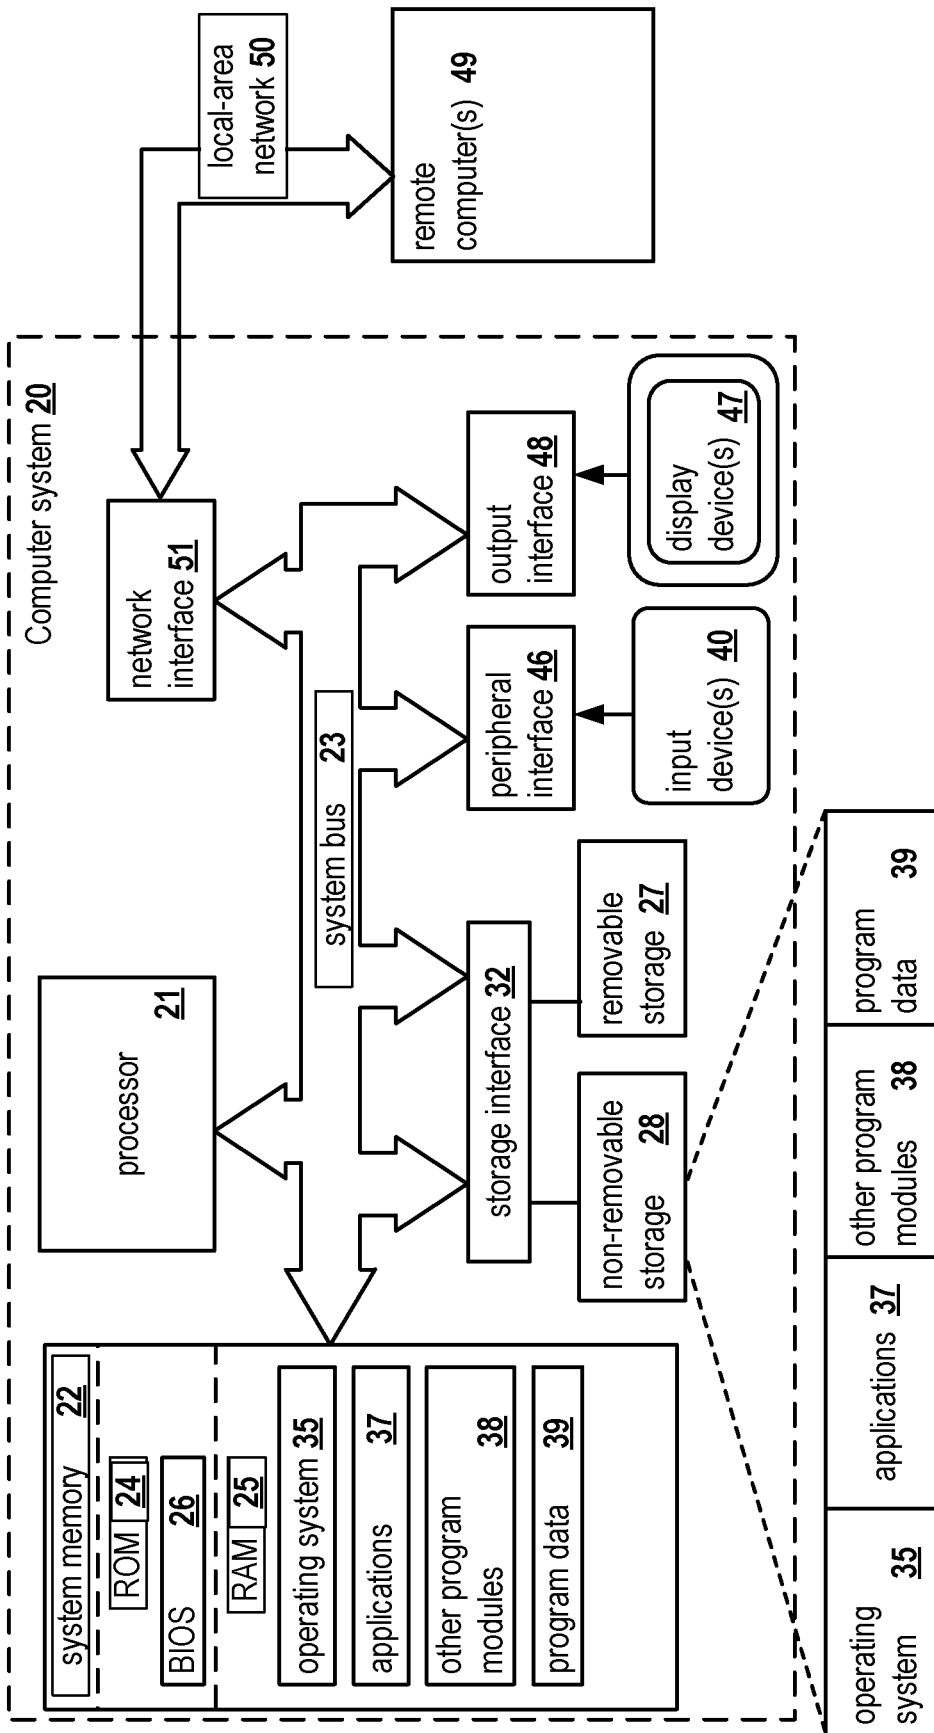 Computer system 20
system memory 22
ROM 24
BIOS 26
RAM 25
operating system 35
applications 37
other program
modules 38
program data 39
processor 21
network
interface 51
local-area
network 50
remote
computer(s) 49
system bus 23
storage interface 32
peripheral
interface 46
output
interface 48
non-removable
storage 28
removable
storage 27
input
device(s) 40
display
device(s) 47
operating
system 35
applications 37
other program
modules 38
program
data 39